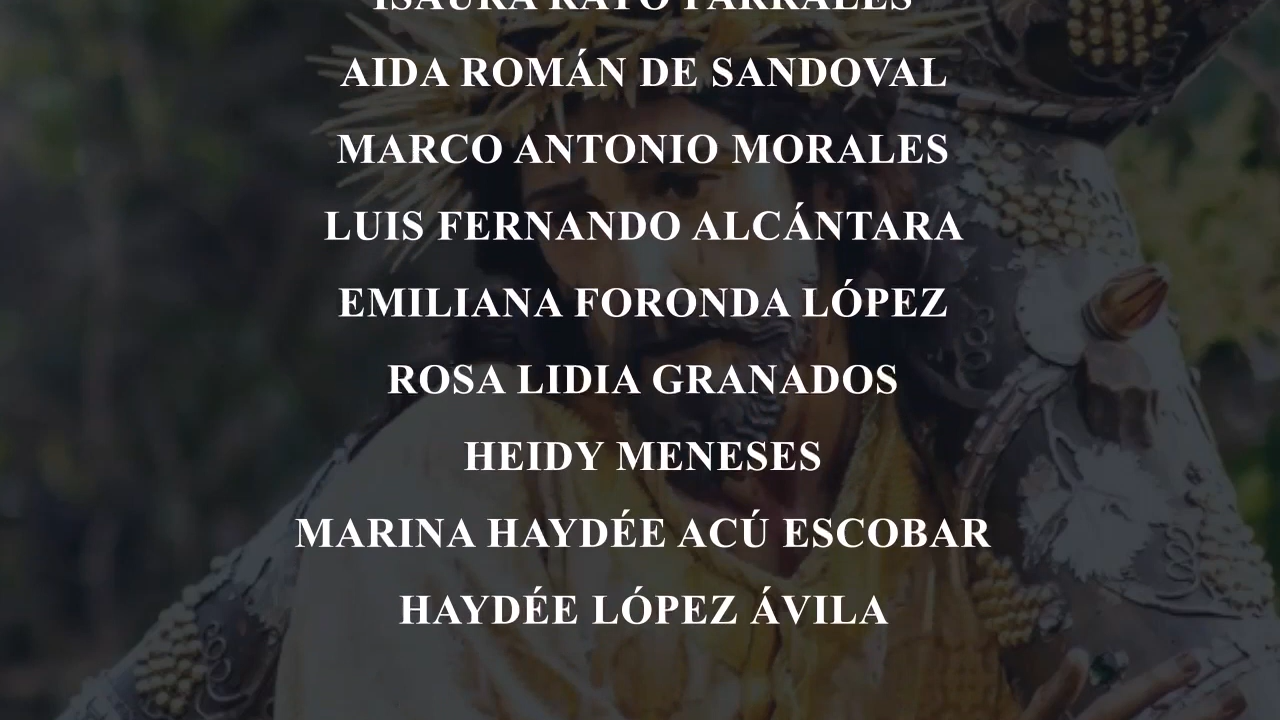 ISAURA RAYO PARRALES
AIDA ROMÁN DE SANDOVAL
MARCO ANTONIO MORALES
LUIS FERNANDO ALCÁNTARA
EMILIANA FORONDA LÓPEZ
ROSA LIDIA GRANADOS
HEIDY MENESES
MARINA HAYDÉE ACÚ ESCOBAR
HAYDÉE LÓPEZ ÁVILA